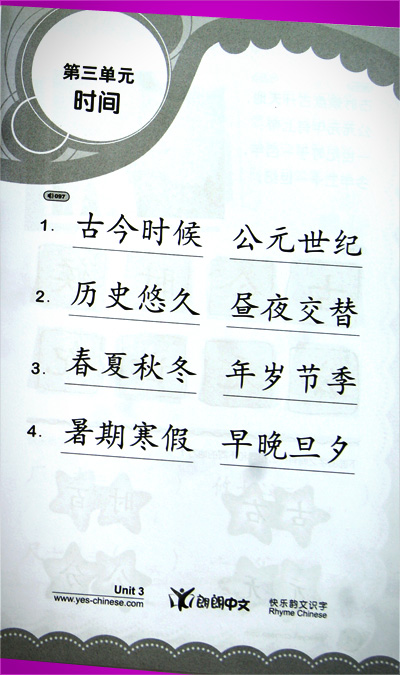 第三单元
时间
097
1. 古今时候 公元世纪
2. 历史悠久 昼夜交替
3. 春夏秋冬 年岁节季
4. 暑期寒假 早晚旦夕
Unit 3
www.yes-chinese.com
朗朗中文
快乐韵文识字
Rhyme Chinese